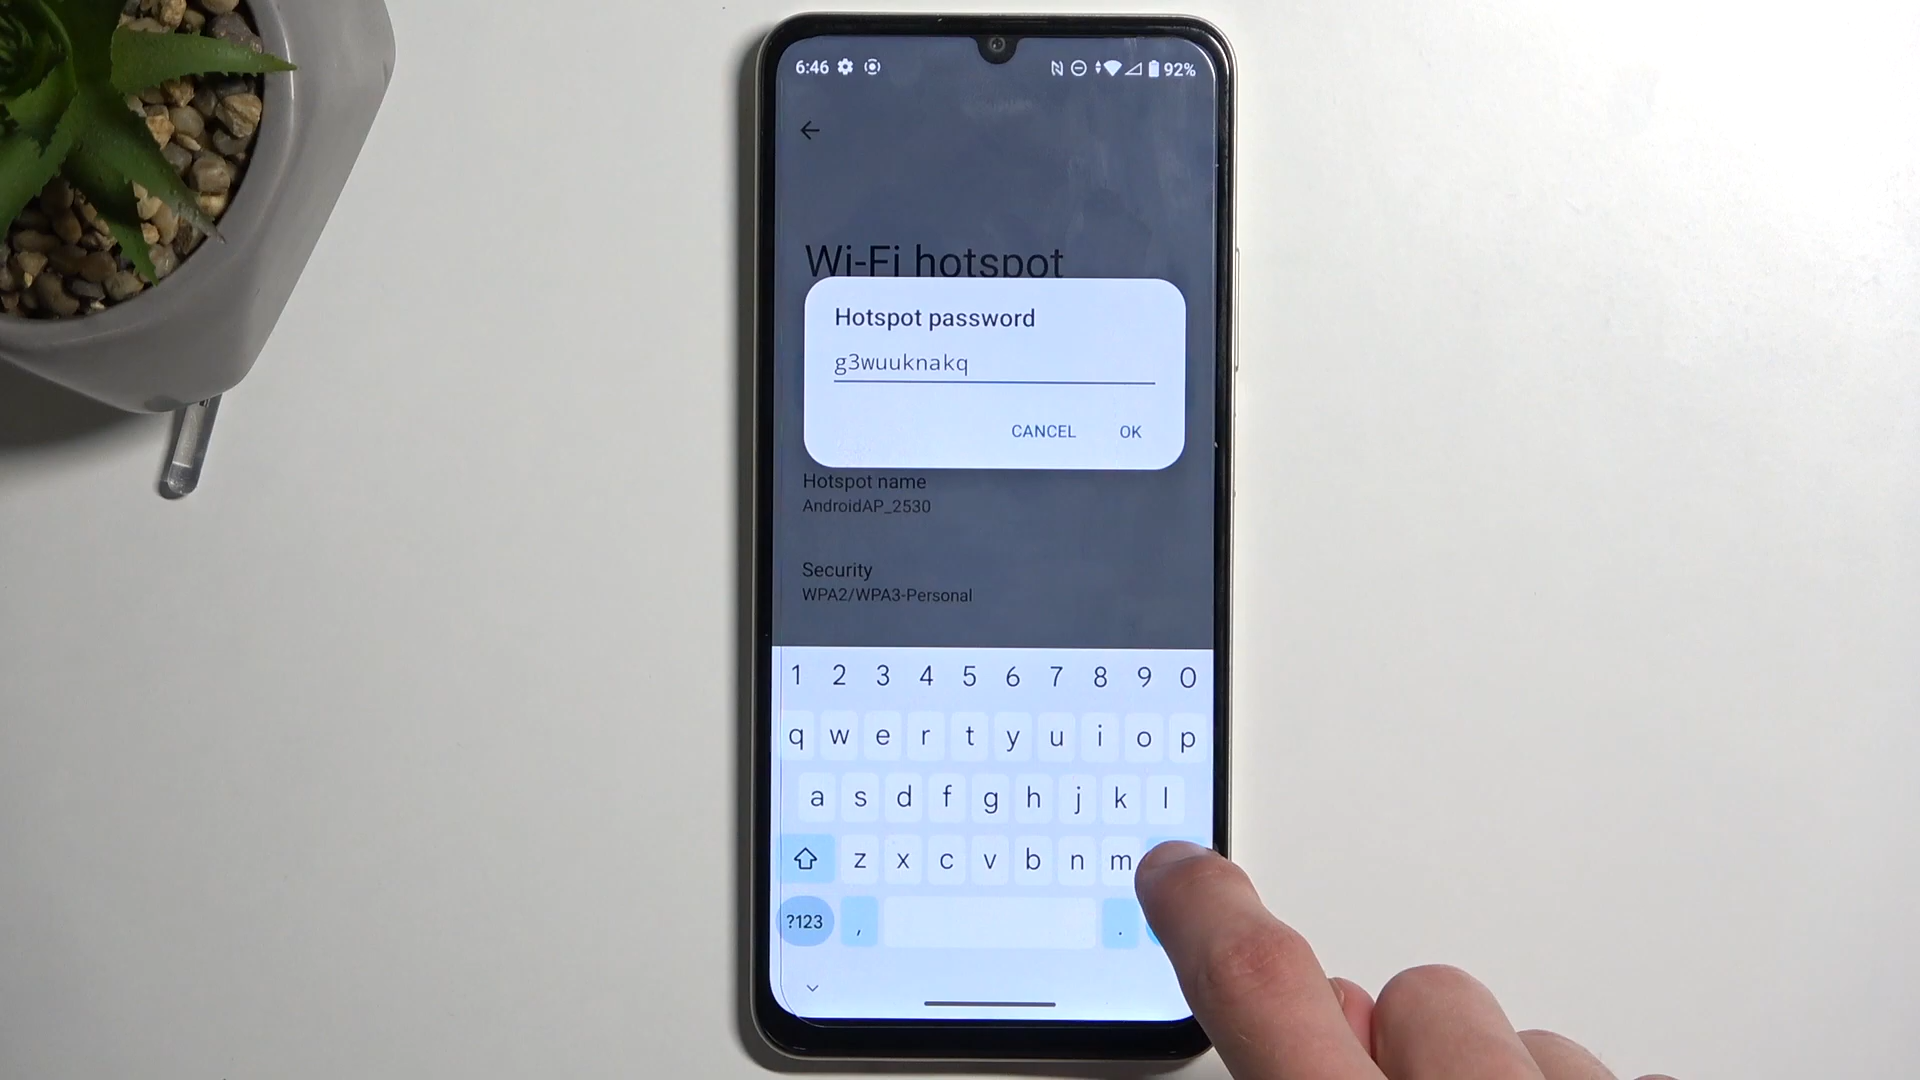 6:46 92%
Wi-Fi hotspot
Hotspot password
g3wuuknakq
CANCEL OK
Hotspot name
AndroidAP_2530
Security
WPA2/WPA3-Personal
1 2 3 4 5 6 7 8 9 0
q w e r t y u i o p
a s d f g h j k l
z x c v b n m
?123 , .